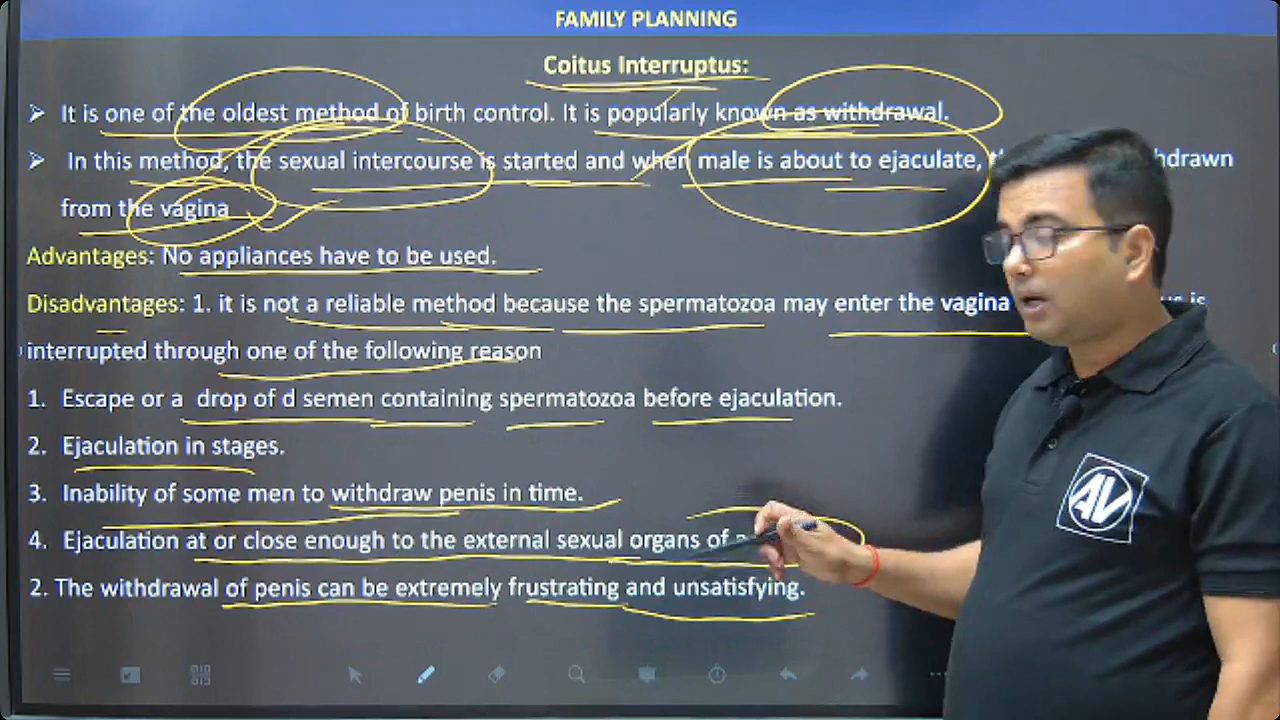 FAMILY PLANNING
Coitus Interruptus:
➢ It is one of the oldest method of birth control. It is popularly known as withdrawal.
➢ In this method, the sexual intercourse is started and when male is about to ejaculate, hdrawn
from the vagina
Advantages: No appliances have to be used.
Disadvantages: 1. it is not a reliable method because the spermatozoa may enter the vagina is
interrupted through one of the following reason
1. Escape or a drop of d semen containing spermatozoa before ejaculation.
2. Ejaculation in stages.
3. Inability of some men to withdraw penis in time.
4. Ejaculation at or close enough to the external sexual organs of
2. The withdrawal of penis can be extremely frustrating and unsatisfying.
AV